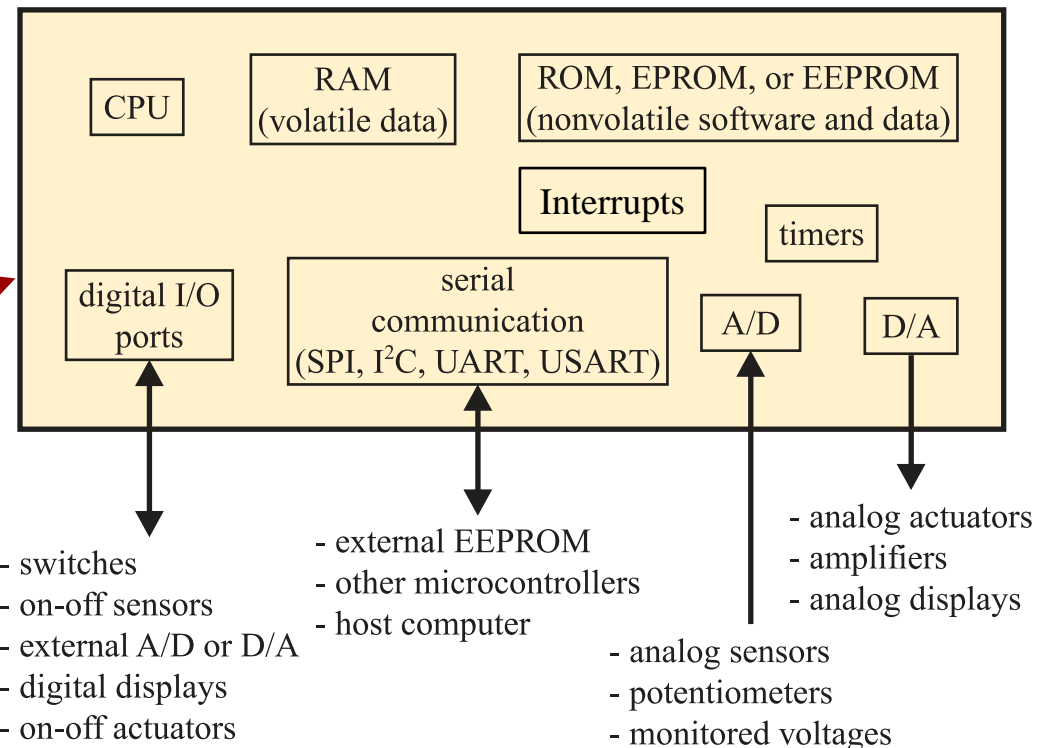 CPU
RAM
(volatile data)
ROM, EPROM, or EEPROM
(nonvolatile software and data)
Interrupts
timers
digital I/O
ports
serial
communication
(SPI, I²C, UART, USART)
A/D
D/A
- switches
- on-off sensors
- external A/D or D/A
- digital displays
- on-off actuators
- external EEPROM
- other microcontrollers
- host computer
- analog sensors
- potentiometers
- monitored voltages
- analog actuators
- amplifiers
- analog displays